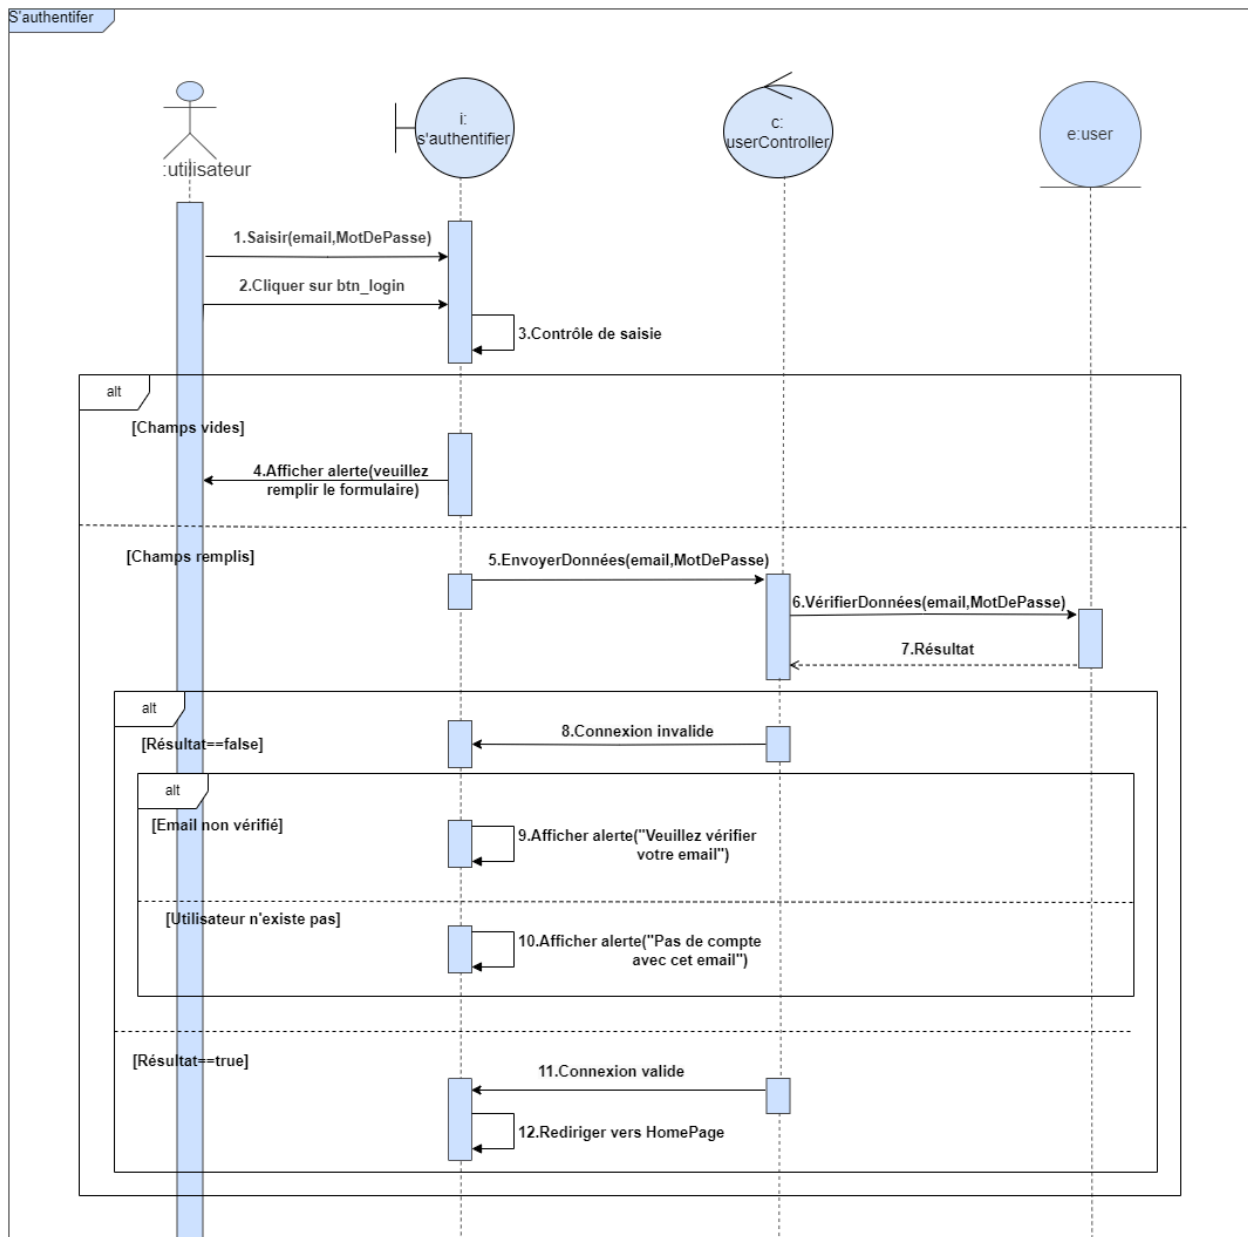 S'authentifer
:utilisateur
i:
s'authentifier
c:
userController
e:user
1.Saisir(email,MotDePasse)
2.Cliquer sur btn_login
3.Contrôle de saisie
alt
[Champs vides]
4.Afficher alerte(veuillez
remplir le formulaire)
[Champs remplis]
5.EnvoyerDonnées(email,MotDePasse)
6.VérifierDonnées(email,MotDePasse)
7.Résultat
alt
8.Connexion invalide
[Résultat==false]
alt
[Email non vérifié]
9.Afficher alerte("Veuillez vérifier
votre email")
[Utilisateur n'existe pas]
10.Afficher alerte("Pas de compte
avec cet email")
[Résultat==true]
11.Connexion valide
12.Rediriger vers HomePage